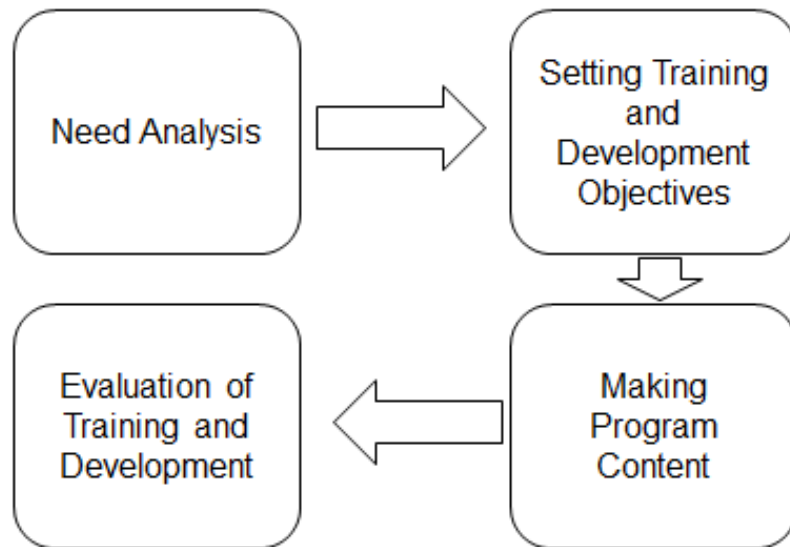 Need Analysis
Setting Training
and
Development
Objectives
Making
Program
Content
Evaluation of
Training and
Development